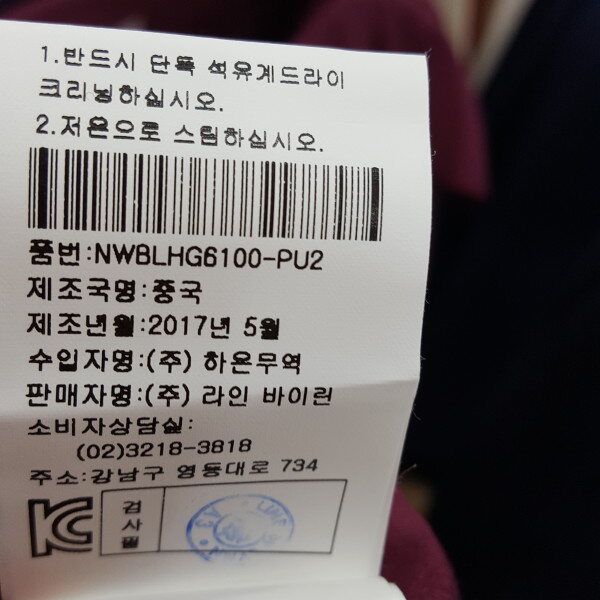 1.반드시 단독 석유계드라이
크리닝하십시오.
2.저온으로 스팀하십시오.
품번:NWBLHG6100-PU2
제조국명:중국
제조년월:2017년 5월
수입자명:(주) 하온무역
판매자명:(주) 라인 바이린
소비자상담실:
(02)3218-3818
주소:강남구 영동대로 734
KC
검사필